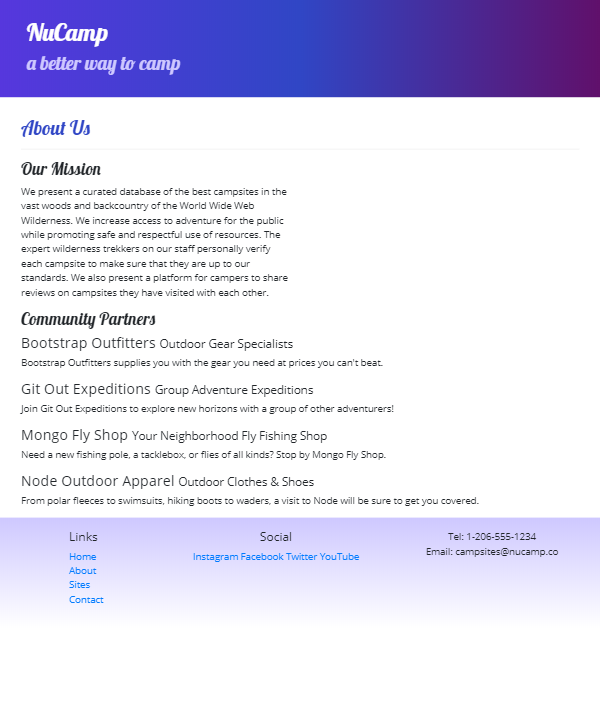 NuCamp
a better way to camp
About Us
Our Mission
We present a curated database of the best campsites in the
vast woods and backcountry of the World Wide Web
Wilderness. We increase access to adventure for the public
while promoting safe and respectful use of resources. The
expert wilderness trekkers on our staff personally verify
each campsite to make sure that they are up to our
standards. We also present a platform for campers to share
reviews on campsites they have visited with each other.
Community Partners
Bootstrap Outfitters Outdoor Gear Specialists
Bootstrap Outfitters supplies you with the gear you need at prices you can't beat.
Git Out Expeditions Group Adventure Expeditions
Join Git Out Expeditions to explore new horizons with a group of other adventurers!
Mongo Fly Shop Your Neighborhood Fly Fishing Shop
Need a new fishing pole, a tacklebox, or flies of all kinds? Stop by Mongo Fly Shop.
Node Outdoor Apparel Outdoor Clothes & Shoes
From polar fleeces to swimsuits, hiking boots to waders, a visit to Node will be sure to get you covered.
Links
Home
About
Sites
Contact
Social
Instagram Facebook Twitter YouTube
Tel: 1-206-555-1234
Email: campsites@nucamp.co